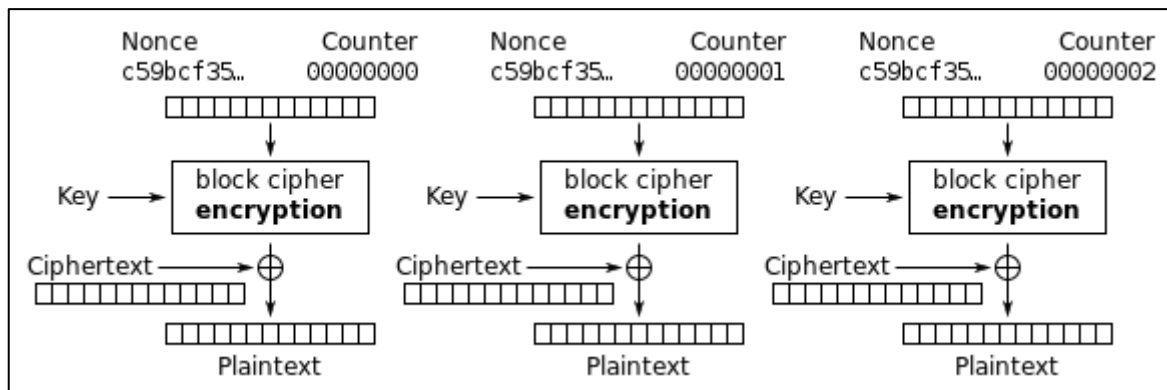 Nonce Counter Nonce Counter Nonce Counter
c59bcf35… 00000000 c59bcf35… 00000001 c59bcf35… 00000002
block cipher block cipher block cipher
Key encryption Key encryption Key encryption
Ciphertext Ciphertext Ciphertext
Plaintext Plaintext Plaintext